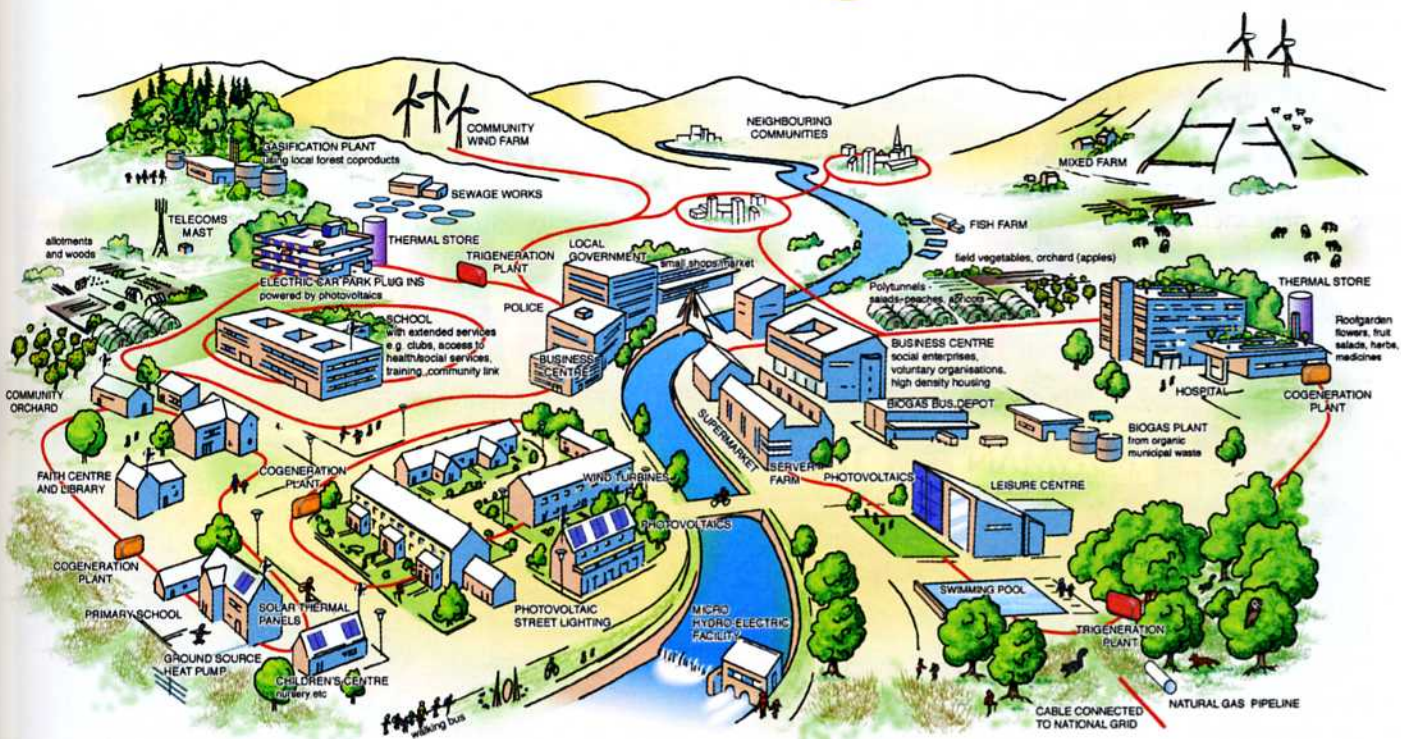 COMMUNITY
WIND FARM
NEIGHBOURING
COMMUNITIES
GASIFICATION PLANT
using local forest coproducts
MIXED FARM
SEWAGE WORKS
TELECOMS
MAST
allotments
and woods
THERMAL STORE
TRIGENERATION
PLANT
LOCAL
GOVERNMENT
small shops/market
FISH FARM
field vegetables, orchard (apples)
ELECTRIC CAR PARK PLUG INS
powered by photovoltaics
Polytunnels -
salads, peaches, apricots
THERMAL STORE
POLICE
SCHOOL
with extended services
e.g. clubs, access to
health/social services,
training, community link
BUSINESS
CENTRE
BUSINESS CENTRE
social enterprises,
voluntary organisations,
high density housing
Roofgarden
flowers, fruit
salads, herbs,
medicines
COMMUNITY
ORCHARD
HOSPITAL
COGENERATION
PLANT
BIOGAS BUS DEPOT
SUPERMARKET
BIOGAS PLANT
from organic
municipal waste
FAITH CENTRE
AND LIBRARY
COGENERATION
PLANT
WIND TURBINES
SERVER
FARM
PHOTOVOLTAICS
LEISURE CENTRE
PHOTOVOLTAICS
COGENERATION
PLANT
SWIMMING POOL
PRIMARY SCHOOL
SOLAR THERMAL
PANELS
PHOTOVOLTAIC
STREET LIGHTING
MICRO
HYDRO-ELECTRIC
FACILITY
TRIGENERATION
PLANT
GROUND SOURCE
HEAT PUMP
CHILDREN'S CENTRE
nursery etc
walking bus
CABLE CONNECTED
TO NATIONAL GRID
NATURAL GAS PIPELINE